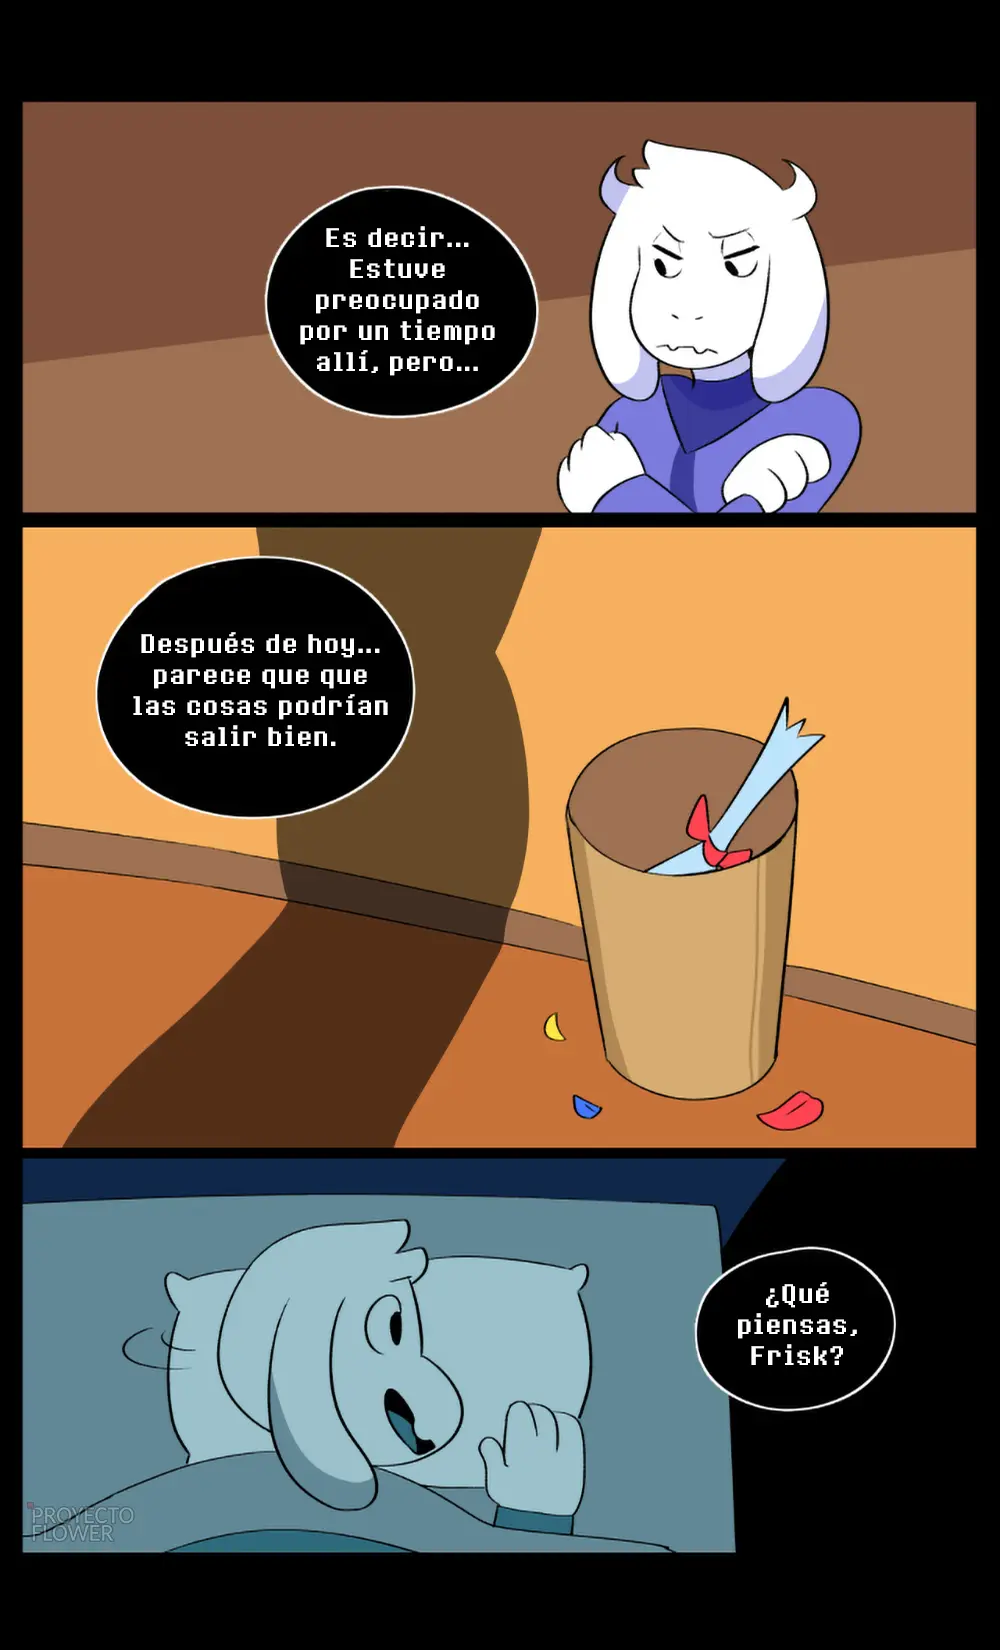 Es decir...
Estuve
preocupado
por un tiempo
allí, pero...
Después de hoy...
parece que que
las cosas podrían
salir bien.
¿Qué
piensas,
Frisk?
PROYECTO
FLOWER